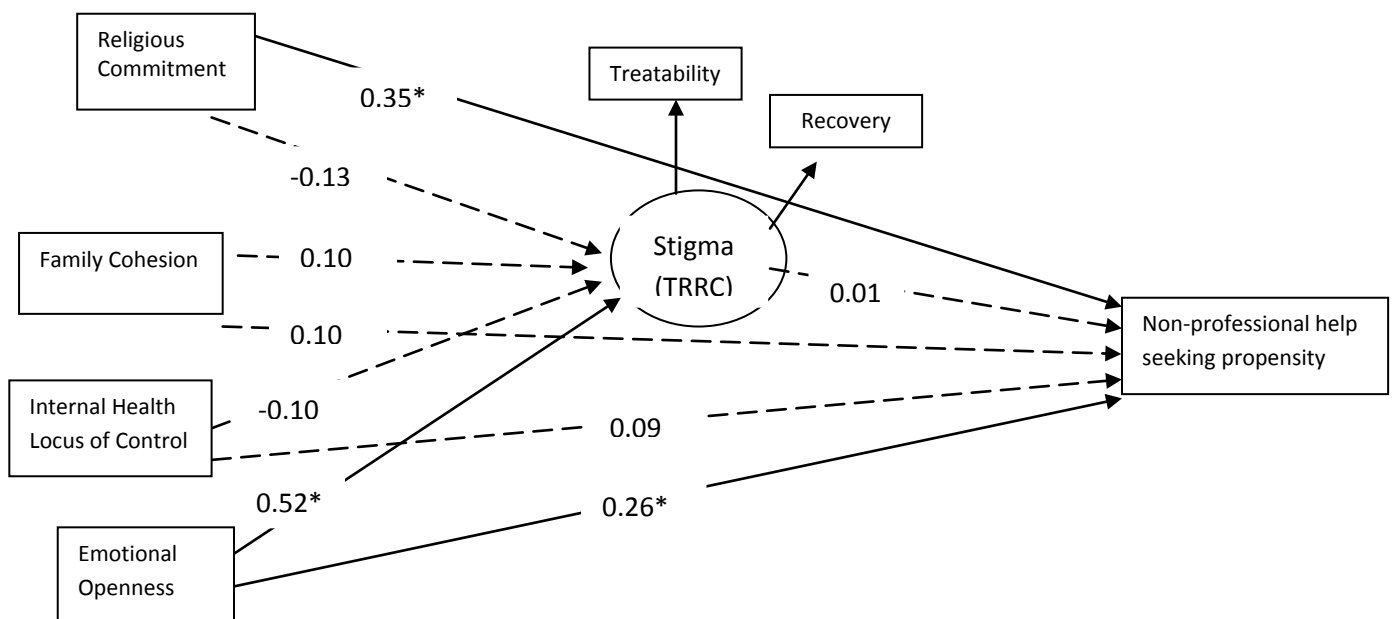 Religious
Commitment
Treatability
0.35*
Recovery
-0.13
Family Cohesion
0.10
Stigma
(TRRC)
0.01
0.10
Non-professional help
seeking propensity
Internal Health
Locus of Control
-0.10
0.09
0.52*
0.26*
Emotional
Openness